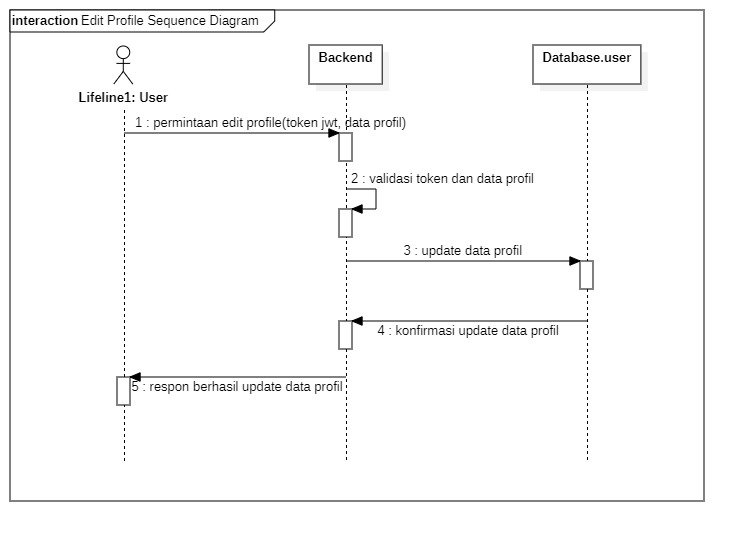 interaction Edit Profile Sequence Diagram
Backend
Database.user
Lifeline1: User
1 : permintaan edit profile(token jwt, data profil)
2 : validasi token dan data profil
3 : update data profil
4 : konfirmasi update data profil
5 : respon berhasil update data profil